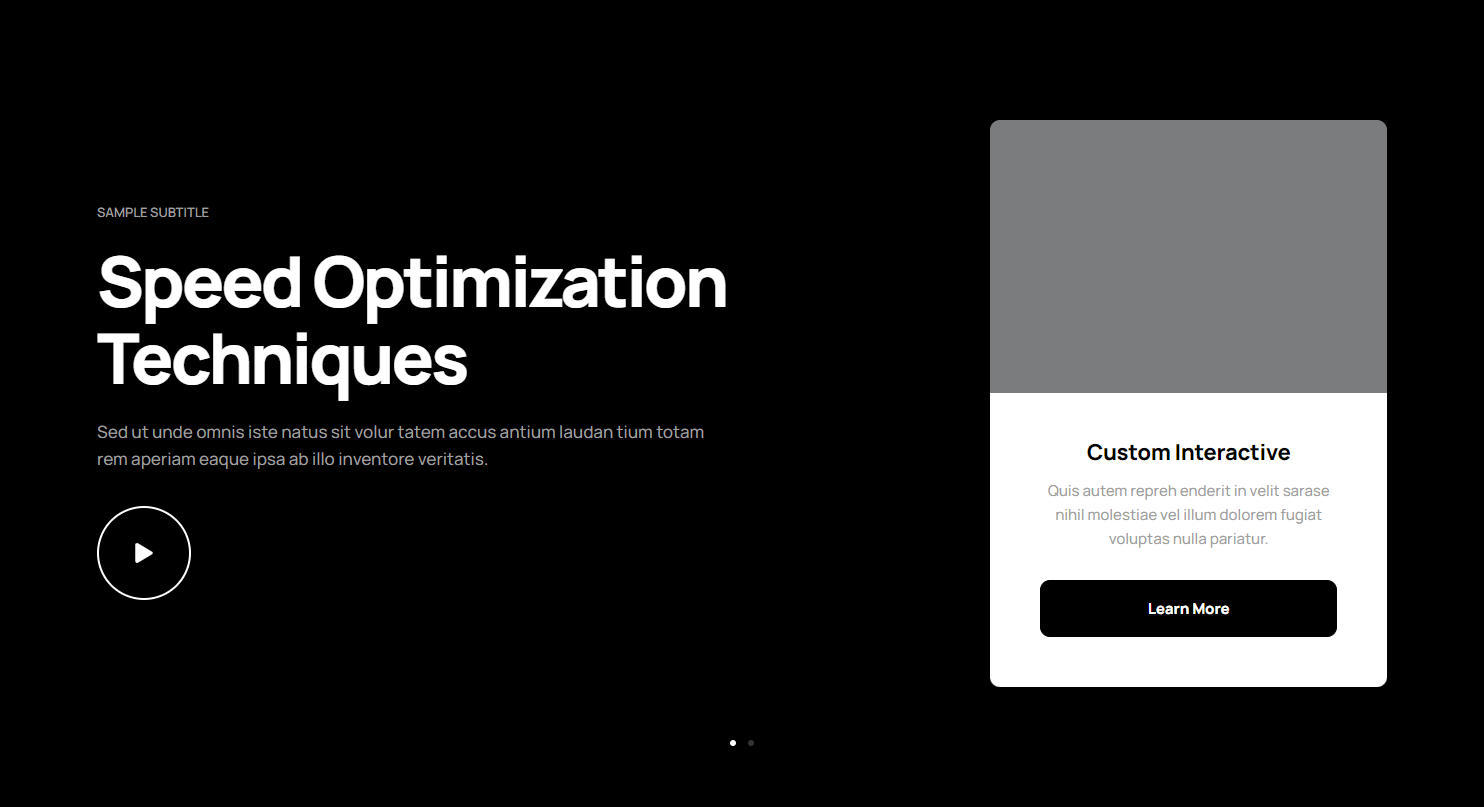 SAMPLE SUBTITLE
Speed Optimization
Techniques
Sed ut unde omnis iste natus sit volur tatem accus antium laudan tium totam
rem aperiam eaque ipsa ab illo inventore veritatis.
Custom Interactive
Quis autem repreh enderit in velit sarase
nihil molestiae vel illum dolorem fugiat
voluptas nulla pariatur.
Learn More